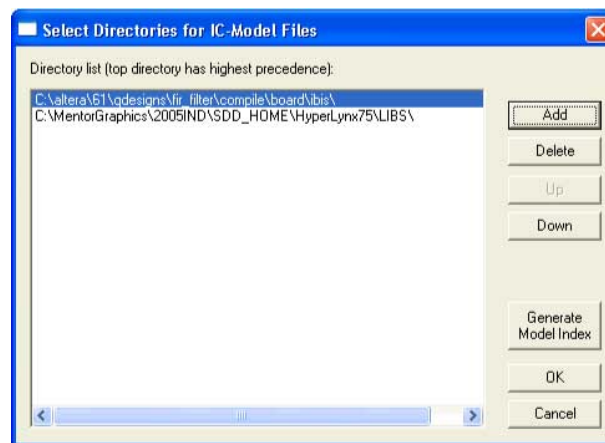 Select Directories for IC-Model Files
Directory list (top directory has highest precedence):
C:\altera\61\qdesigns\fir_filter\compile\board\ibis\
C:\MentorGraphics\2005IND\SDD_HOME\HyperLynx75\LIBS\
Add
Delete
Up
Down
Generate
Model Index
OK
Cancel